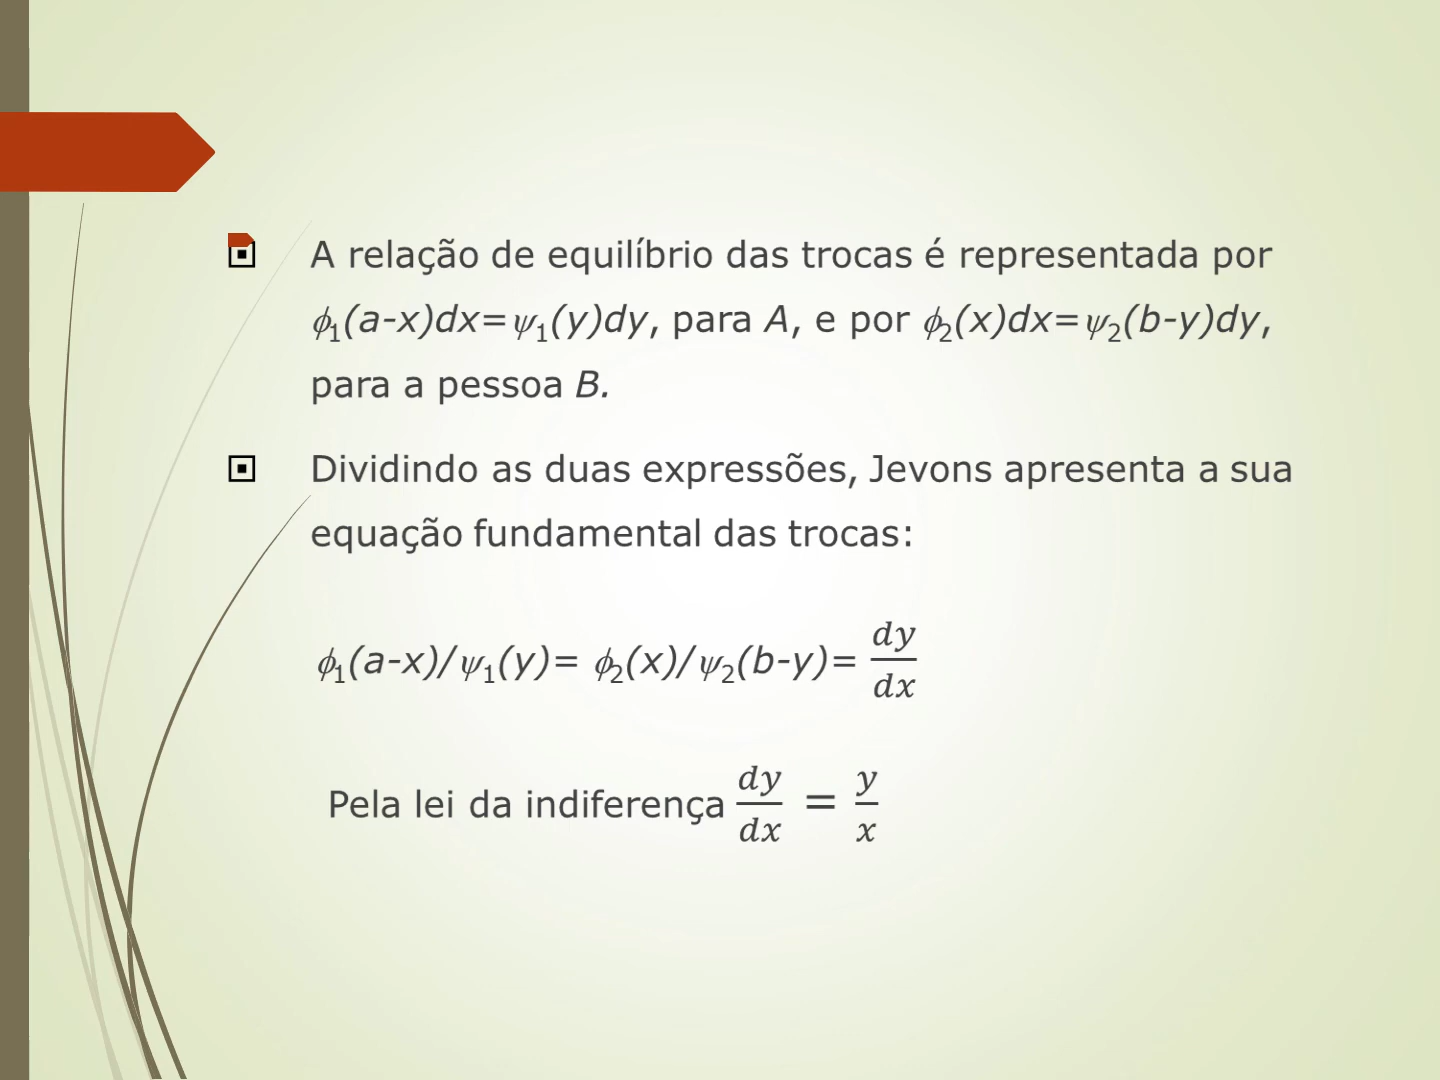 A relação de equilíbrio das trocas é representada por
ϕ₁(a-x)dx=ψ₁(y)dy, para A, e por ϕ₂(x)dx=ψ₂(b-y)dy,
para a pessoa B.
Dividindo as duas expressões, Jevons apresenta a sua
equação fundamental das trocas:
ϕ₁(a-x)/ψ₁(y)= ϕ₂(x)/ψ₂(b-y)= dy/dx
Pela lei da indiferença dy/dx = y/x